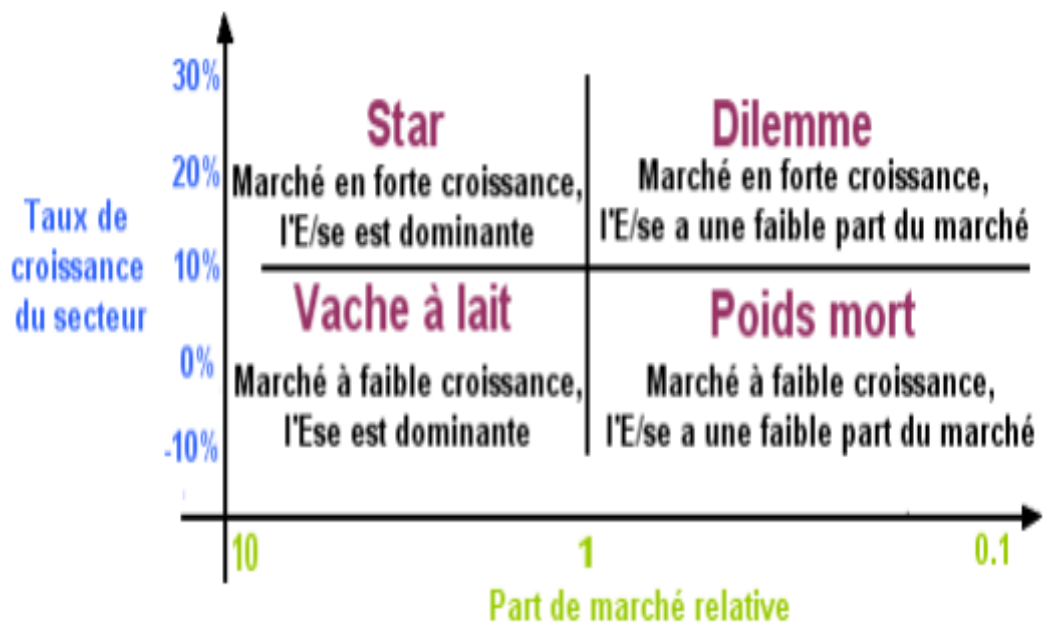 30%
20%
10%
0%
-10%
Taux de
croissance
du secteur
Star
Marché en forte croissance,
l'E/se est dominante
Dilemme
Marché en forte croissance,
l'E/se a une faible part du marché
Vache à lait
Marché à faible croissance,
l'Ese est dominante
Poids mort
Marché à faible croissance,
l'E/se a une faible part du marché
10
1
0.1
Part de marché relative